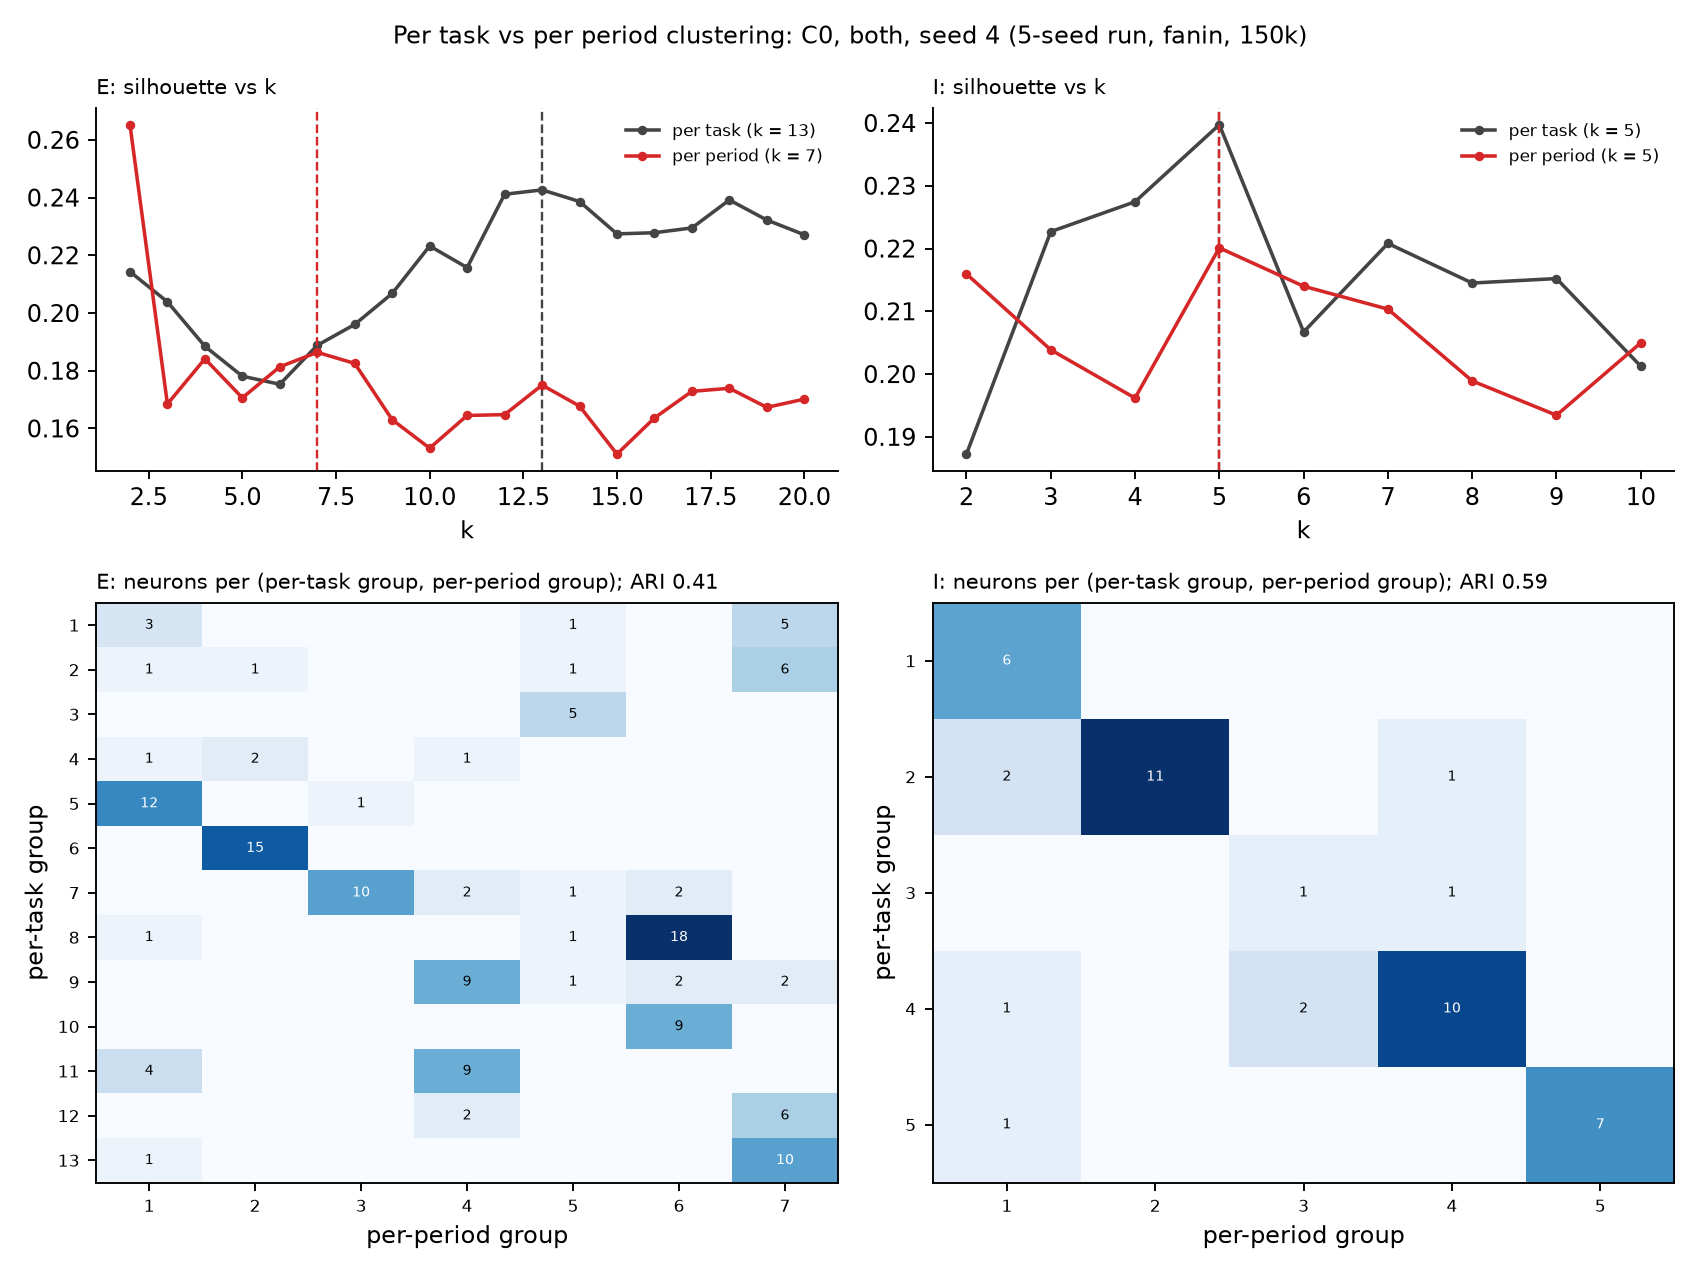 Per task vs per period clustering: C0, both, seed 4 (5-seed run, fanin, 150k)
E: silhouette vs k
0.26
0.24
0.22
0.20
0.18
0.16
per task (k = 13)
per period (k = 7)
2.5 5.0 7.5 10.0 12.5 15.0 17.5 20.0
k
I: silhouette vs k
0.24
0.23
0.22
0.21
0.20
0.19
per task (k = 5)
per period (k = 5)
2 3 4 5 6 7 8 9 10
k
E: neurons per (per-task group, per-period group); ARI 0.41
per-task group
1 3 1 5
2 1 1 1 6
3 5
4 1 2 1
5 12 1
6 15
7 10 2 1 2
8 1 1 18
9 9 1 2 2
10 9
11 4 9
12 2 6
13 1 10
1 2 3 4 5 6 7
per-period group
I: neurons per (per-task group, per-period group); ARI 0.59
per-task group
1 6
2 2 11 1
3 1 1
4 1 2 10
5 1 7
1 2 3 4 5
per-period group